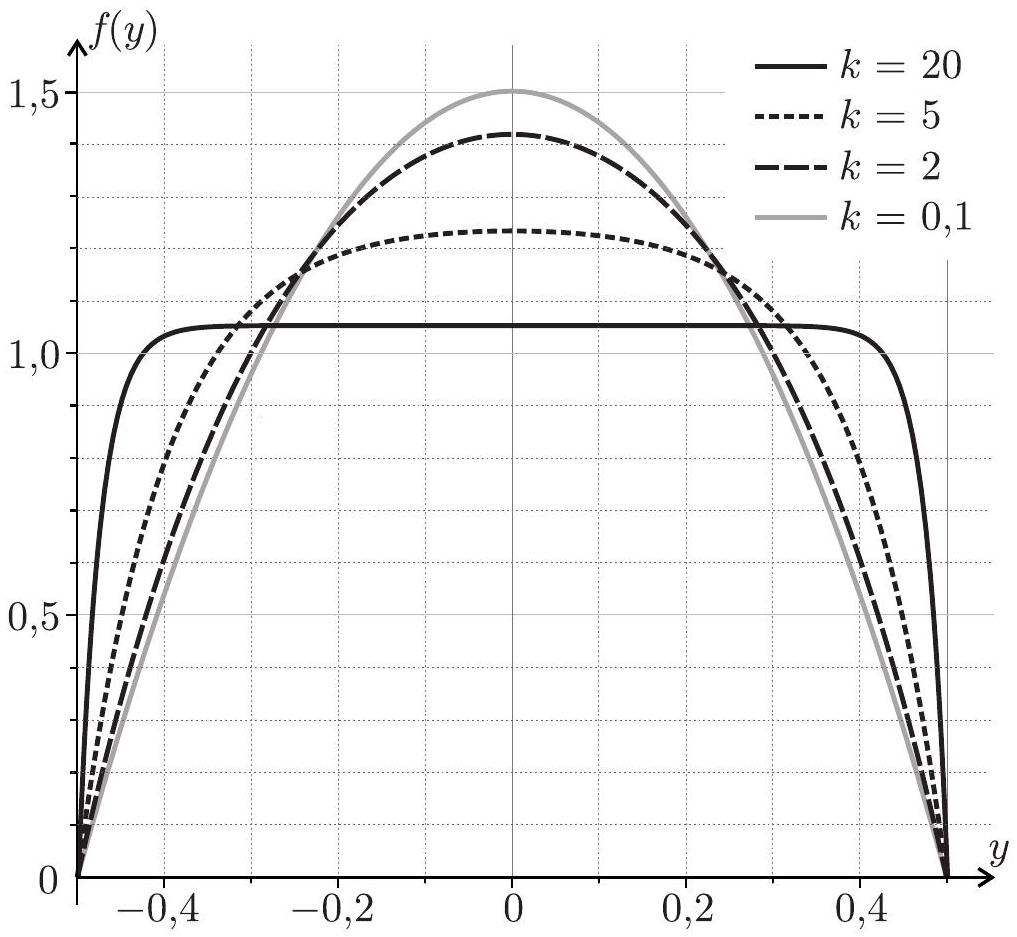 f(y)
k = 20
k = 5
k = 2
k = 0,1
1,5
1,0
0,5
0
y
−0,4
−0,2
0
0,2
0,4